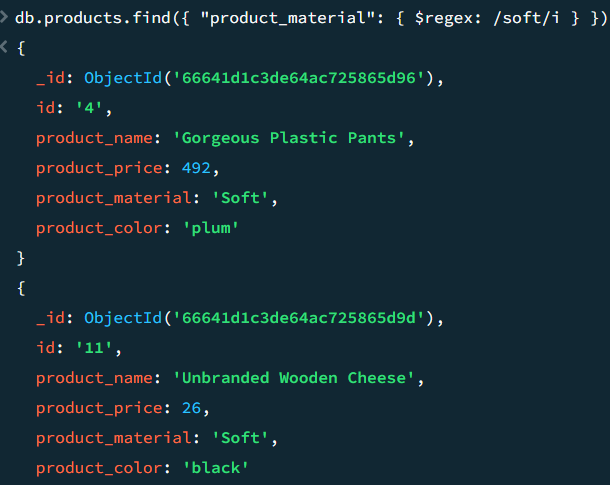 > db.products.find({ "product_material": { $regex: /soft/i } })
< {
_id: ObjectId('66641d1c3de64ac725865d96'),
id: '4',
product_name: 'Gorgeous Plastic Pants',
product_price: 492,
product_material: 'Soft',
product_color: 'plum'
}
{
_id: ObjectId('66641d1c3de64ac725865d9d'),
id: '11',
product_name: 'Unbranded Wooden Cheese',
product_price: 26,
product_material: 'Soft',
product_color: 'black'